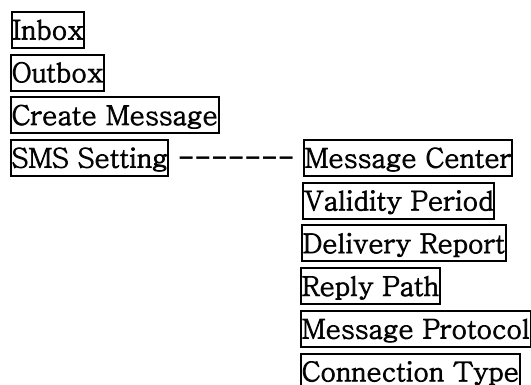 Inbox
Outbox
Create Message
SMS Setting ------- Message Center
Validity Period
Delivery Report
Reply Path
Message Protocol
Connection Type